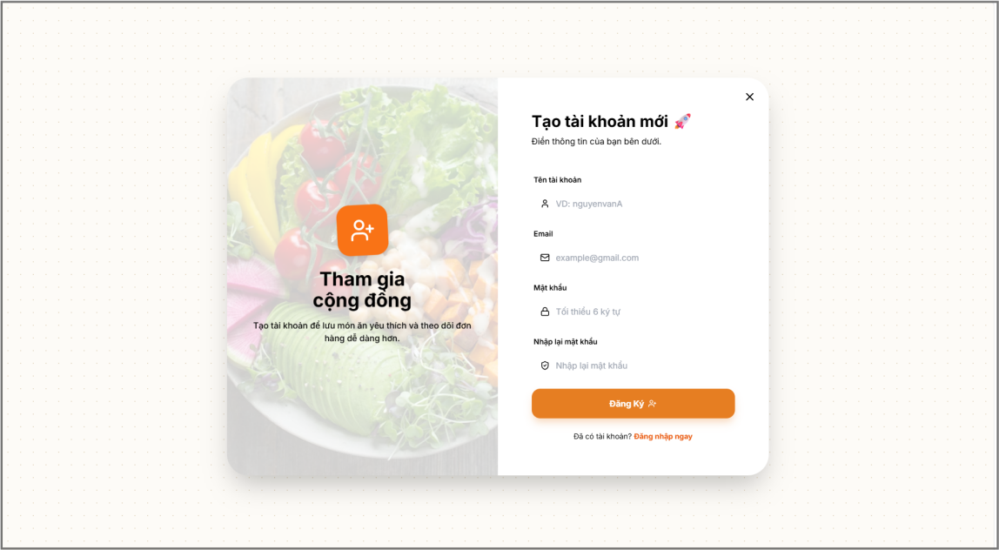 Tham gia
cộng đồng
Tạo tài khoản để lưu món ăn yêu thích và theo dõi đơn
hàng dễ dàng hơn.
Tạo tài khoản mới 🚀
Điền thông tin của bạn bên dưới.
Tên tài khoản
VD: nguyenvanA
Email
example@gmail.com
Mật khẩu
Tối thiểu 6 ký tự
Nhập lại mật khẩu
Nhập lại mật khẩu
Đăng Ký
Đã có tài khoản? Đăng nhập ngay